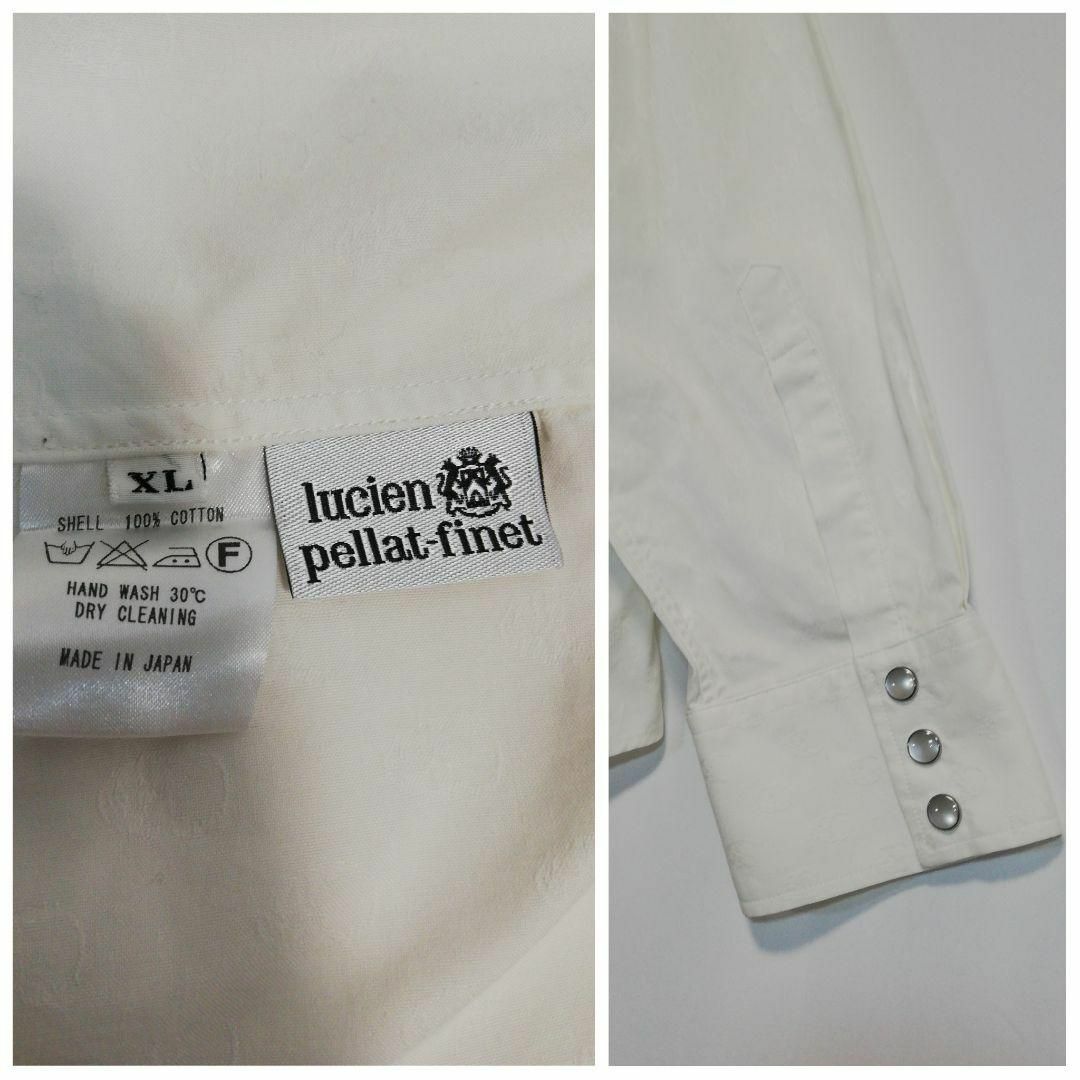 XL
SHELL 100% COTTON
F
HAND WASH 30℃
DRY CLEANING
MADE IN JAPAN
lucien
pellat-finet